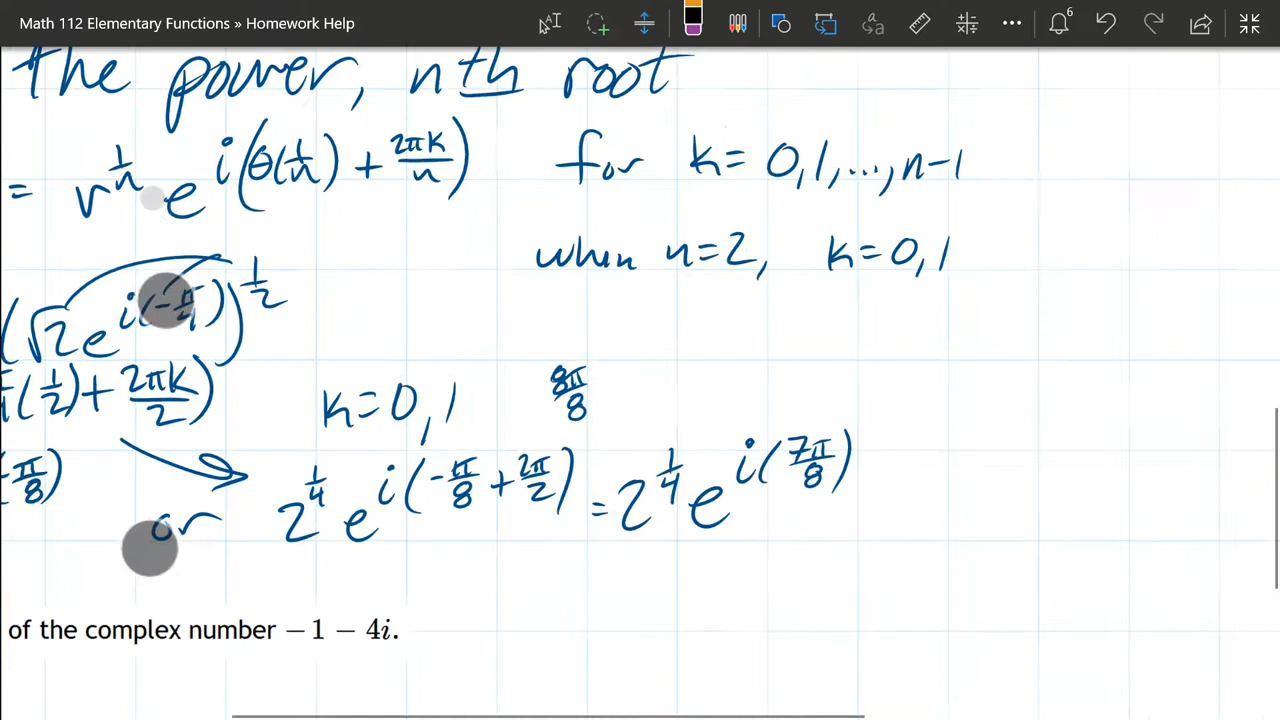 Math 112 Elementary Functions » Homework Help
6
the power, nth root
= r^{1/n} e^{i(θ(1/n) + 2πk/n)} for k = 0,1,...,n-1
when n=2, k=0,1
(√2 e^{i(-π/4)})^{1/2}
(1/2) + 2πk/2)
k=0,1
8π/8
π/8)
or 2^{1/4} e^{i(-π/8 + 2π/2)} = 2^{1/4} e^{i(7π/8)}
of the complex number −1 − 4i.